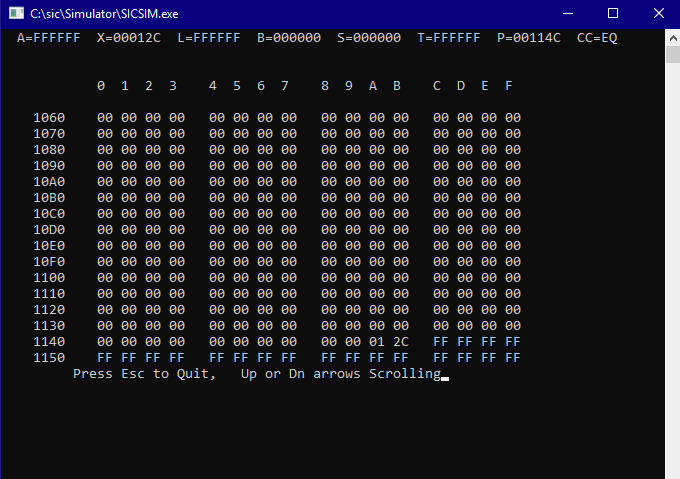 C:\sic\Simulator\SICSIM.exe
A=FFFFFF X=00012C L=FFFFFF B=000000 S=000000 T=FFFFFF P=00114C CC=EQ
0 1 2 3 4 5 6 7 8 9 A B C D E F
1060 00 00 00 00 00 00 00 00 00 00 00 00 00 00 00 00
1070 00 00 00 00 00 00 00 00 00 00 00 00 00 00 00 00
1080 00 00 00 00 00 00 00 00 00 00 00 00 00 00 00 00
1090 00 00 00 00 00 00 00 00 00 00 00 00 00 00 00 00
10A0 00 00 00 00 00 00 00 00 00 00 00 00 00 00 00 00
10B0 00 00 00 00 00 00 00 00 00 00 00 00 00 00 00 00
10C0 00 00 00 00 00 00 00 00 00 00 00 00 00 00 00 00
10D0 00 00 00 00 00 00 00 00 00 00 00 00 00 00 00 00
10E0 00 00 00 00 00 00 00 00 00 00 00 00 00 00 00 00
10F0 00 00 00 00 00 00 00 00 00 00 00 00 00 00 00 00
1100 00 00 00 00 00 00 00 00 00 00 00 00 00 00 00 00
1110 00 00 00 00 00 00 00 00 00 00 00 00 00 00 00 00
1120 00 00 00 00 00 00 00 00 00 00 00 00 00 00 00 00
1130 00 00 00 00 00 00 00 00 00 00 00 00 00 00 00 00
1140 00 00 00 00 00 00 00 00 00 00 01 2C FF FF FF FF
1150 FF FF FF FF FF FF FF FF FF FF FF FF FF FF FF FF
Press Esc to Quit, Up or Dn arrows Scrolling